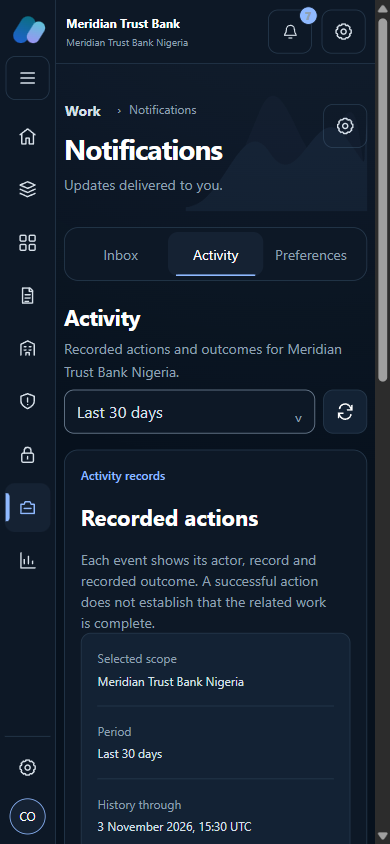 Meridian Trust Bank
Meridian Trust Bank Nigeria
7
Work › Notifications
Notifications
Updates delivered to you.
Inbox
Activity
Preferences
Activity
Recorded actions and outcomes for Meridian
Trust Bank Nigeria.
Last 30 days
Activity records
Recorded actions
Each event shows its actor, record and
recorded outcome. A successful action
does not establish that the related work
is complete.
Selected scope
Meridian Trust Bank Nigeria
Period
Last 30 days
History through
3 November 2026, 15:30 UTC
CO